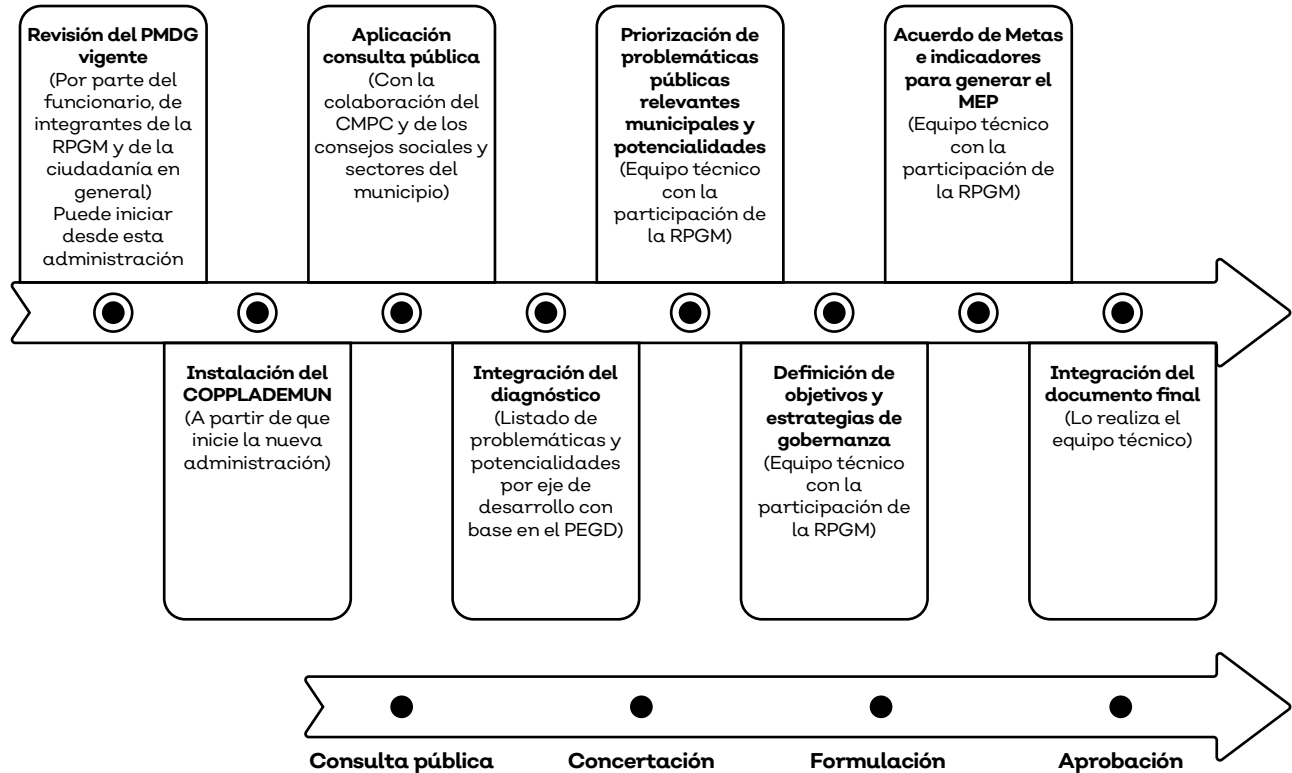 Revisión del PMDG
vigente
(Por parte del
funcionario, de
integrantes de la
RPGM y de la
ciudadanía en
general)
Puede iniciar
desde esta
administración
Instalación del
COPPLADEMUN
(A partir de que
inicie la nueva
administración)
Aplicación
consulta pública
(Con la
colaboración del
CMPC y de los
consejos sociales y
sectores del
municipio)
Integración del
diagnóstico
(Listado de
problemáticas y
potencialidades
por eje de
desarrollo con
base en el PEGD)
Priorización de
problemáticas
públicas
relevantes
municipales y
potencialidades
(Equipo técnico
con la
participación de
la RPGM)
Definición de
objetivos y
estrategias de
gobernanza
(Equipo técnico
con la
participación de
la RPGM)
Acuerdo de Metas
e indicadores
para generar el
MEP
(Equipo técnico
con la
participación de
la RPGM)
Integración del
documento final
(Lo realiza el
equipo técnico)
Consulta pública
Concertación
Formulación
Aprobación